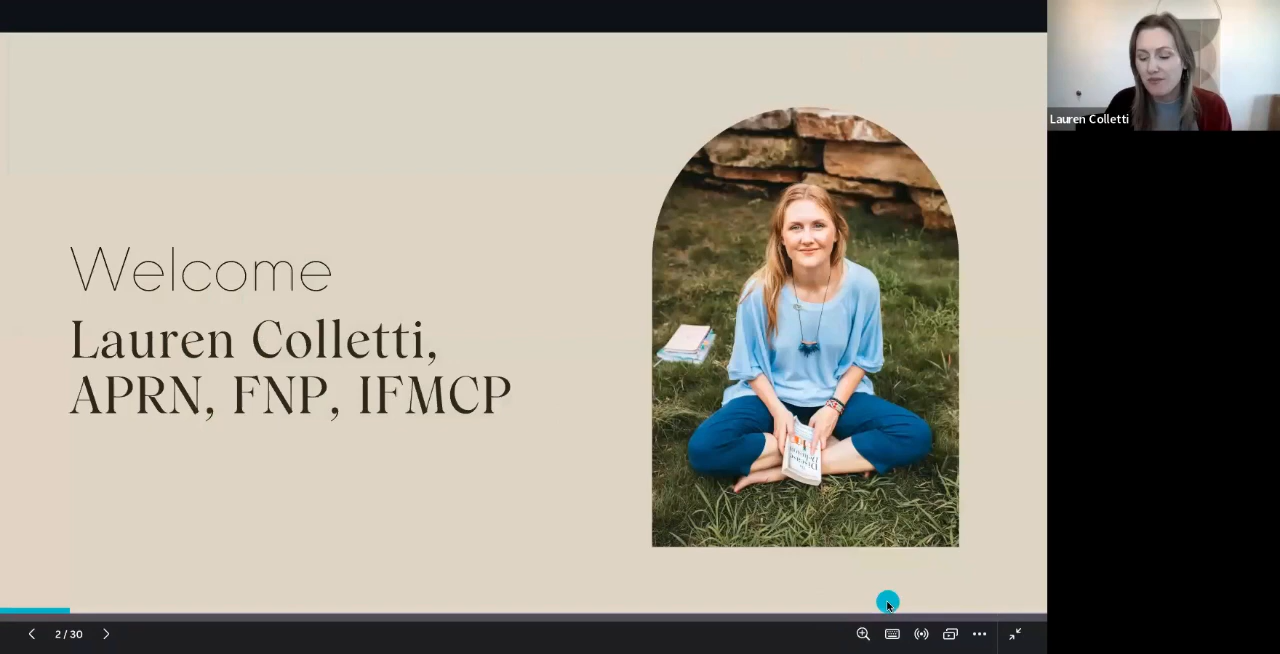 Welcome
Lauren Colletti,
APRN, FNP, IFMCP
Lauren Colletti
2 / 30